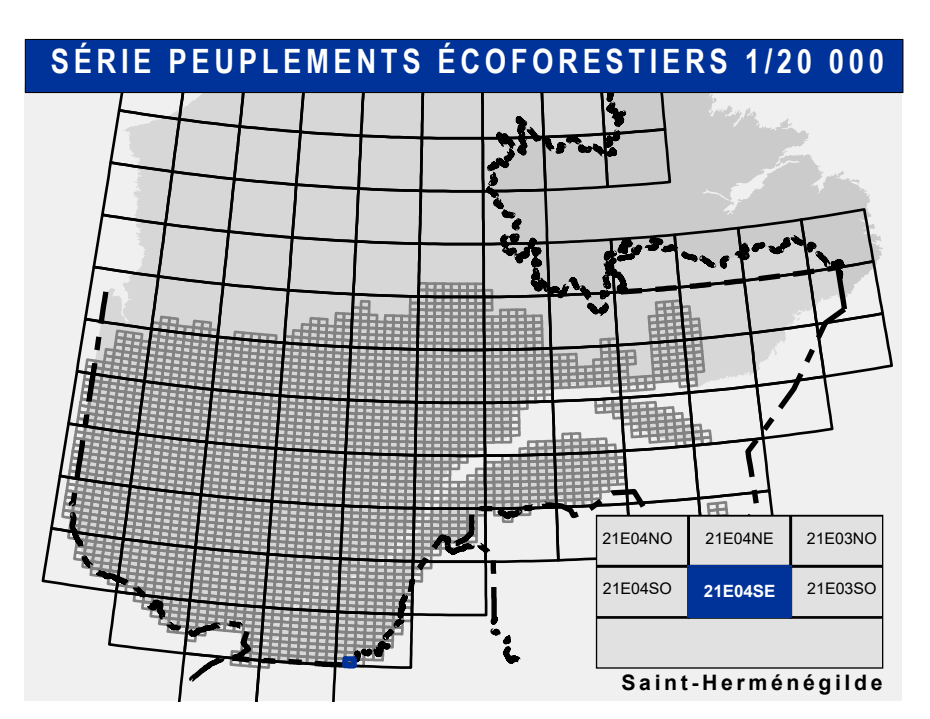 SÉRIE PEUPLEMENTS ÉCOFORESTIERS 1/20 000
21E04NO 21E04NE 21E03NO
21E04SO 21E04SE 21E03SO
Saint-Herménégilde